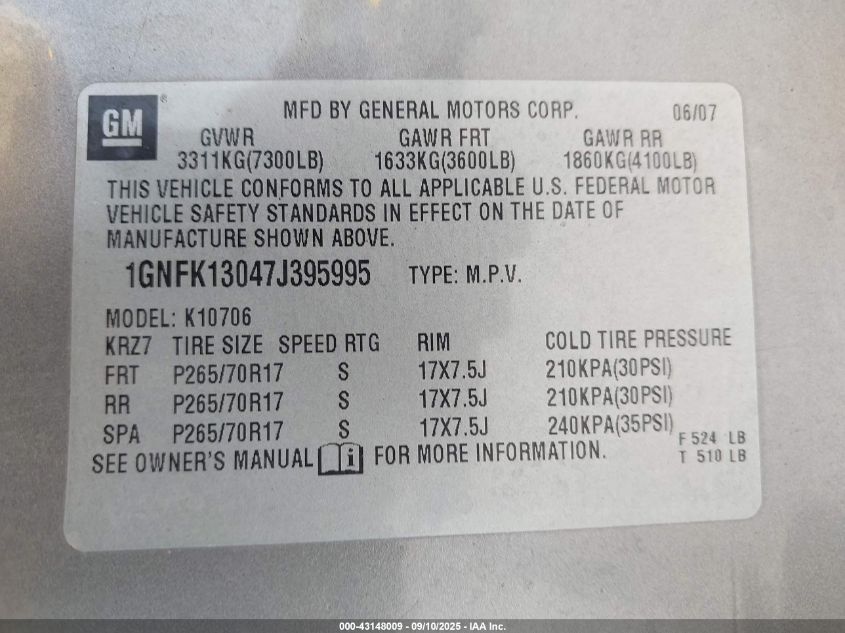 GM ®
MFD BY GENERAL MOTORS CORP. 06/07
GVWR GAWR FRT GAWR RR
3311KG(7300LB) 1633KG(3600LB) 1860KG(4100LB)
THIS VEHICLE CONFORMS TO ALL APPLICABLE U.S. FEDERAL MOTOR
VEHICLE SAFETY STANDARDS IN EFFECT ON THE DATE OF
MANUFACTURE SHOWN ABOVE.
1GNFK13047J395995 TYPE: M.P.V.
MODEL: K10706
KRZ7 TIRE SIZE SPEED RTG RIM COLD TIRE PRESSURE
FRT P265/70R17 S 17X7.5J 210KPA(30PSI)
RR P265/70R17 S 17X7.5J 210KPA(30PSI)
SPA P265/70R17 S 17X7.5J 240KPA(35PSI)
F 524 LB
SEE OWNER'S MANUAL i FOR MORE INFORMATION.
T 510 LB
000-43148009 - 09/10/2025 - IAA Inc.